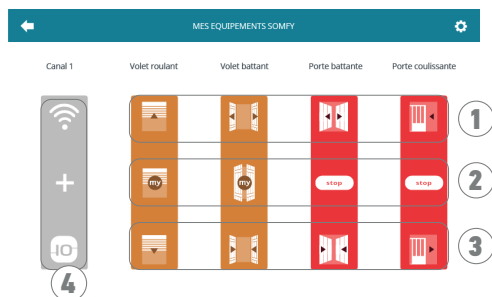 MES EQUIPEMENTS SOMFY
Canal 1 Volet roulant Volet battant Porte battante Porte coulissante
1
my my stop stop
2
+
IO
3
4